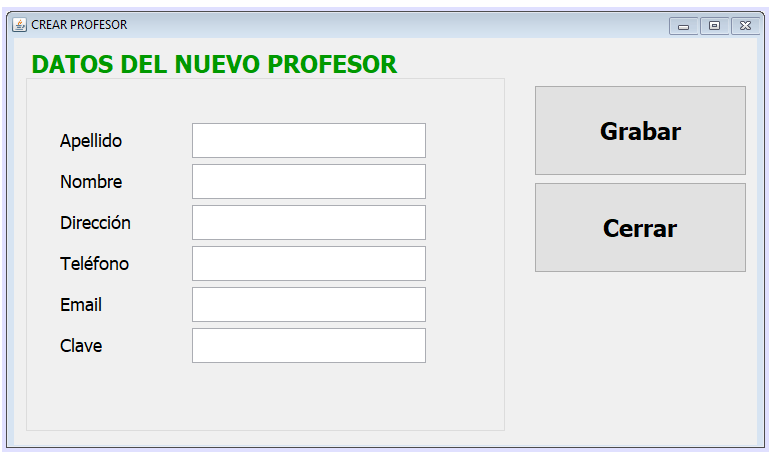 CREAR PROFESOR
DATOS DEL NUEVO PROFESOR
Apellido
Nombre
Dirección
Teléfono
Email
Clave
Grabar
Cerrar